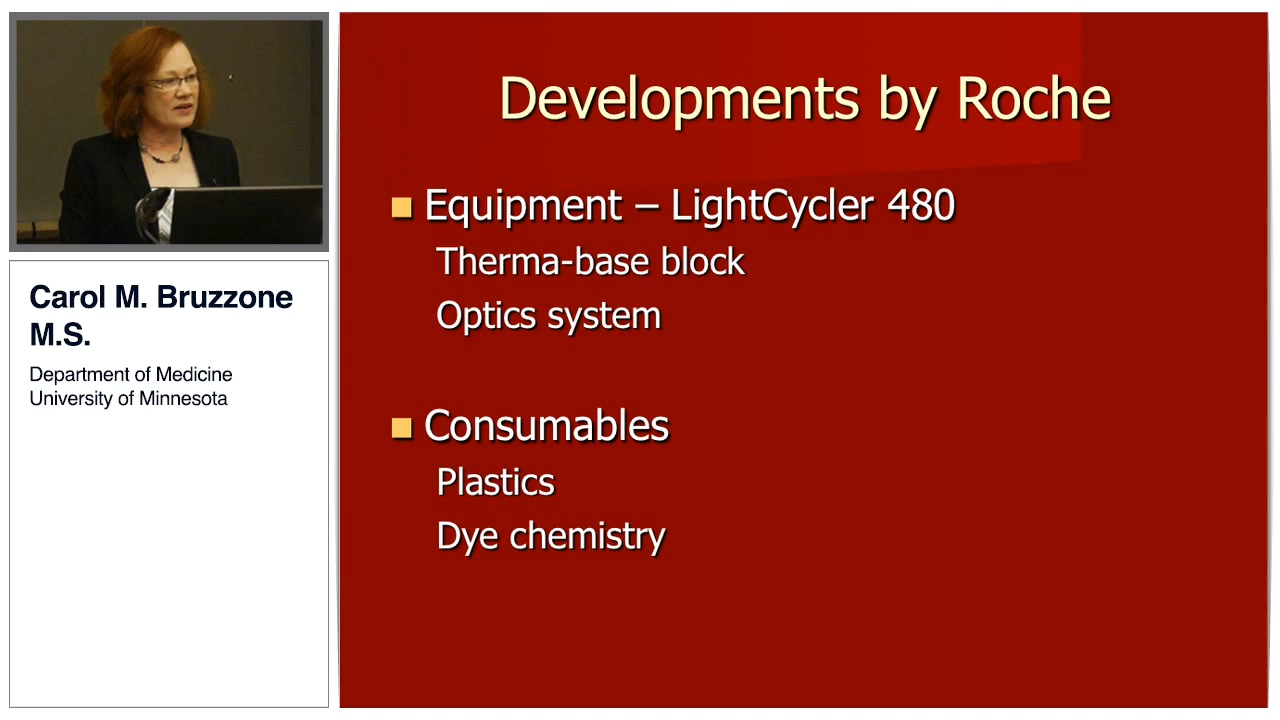 Carol M. Bruzzone
M.S.
Department of Medicine
University of Minnesota
Developments by Roche
Equipment – LightCycler 480
Therma-base block
Optics system
Consumables
Plastics
Dye chemistry